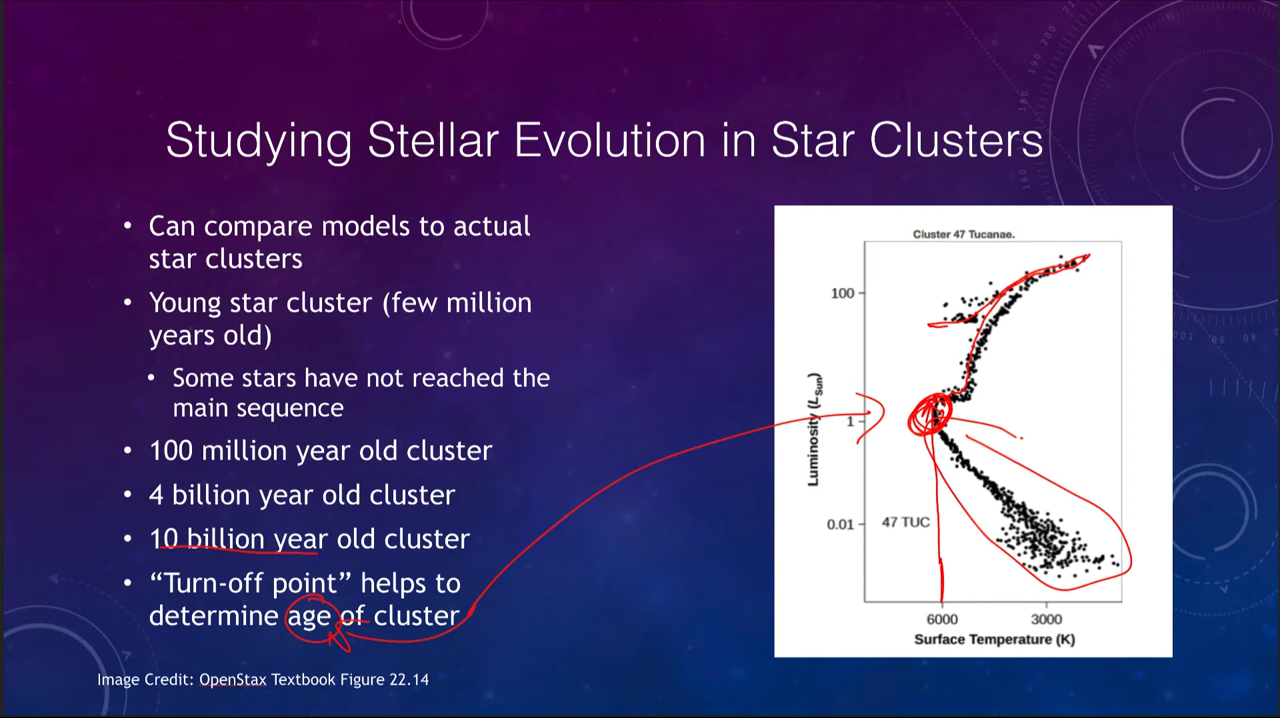 Studying Stellar Evolution in Star Clusters
• Can compare models to actual
star clusters
• Young star cluster (few million
years old)
• Some stars have not reached the
main sequence
• 100 million year old cluster
• 4 billion year old cluster
• 10 billion year old cluster
• “Turn-off point” helps to
determine age of cluster
Image Credit: OpenStax Textbook Figure 22.14
Cluster 47 Tucanae.
100
1
0.01
Luminosity (LSun)
47 TUC
6000 3000
Surface Temperature (K)